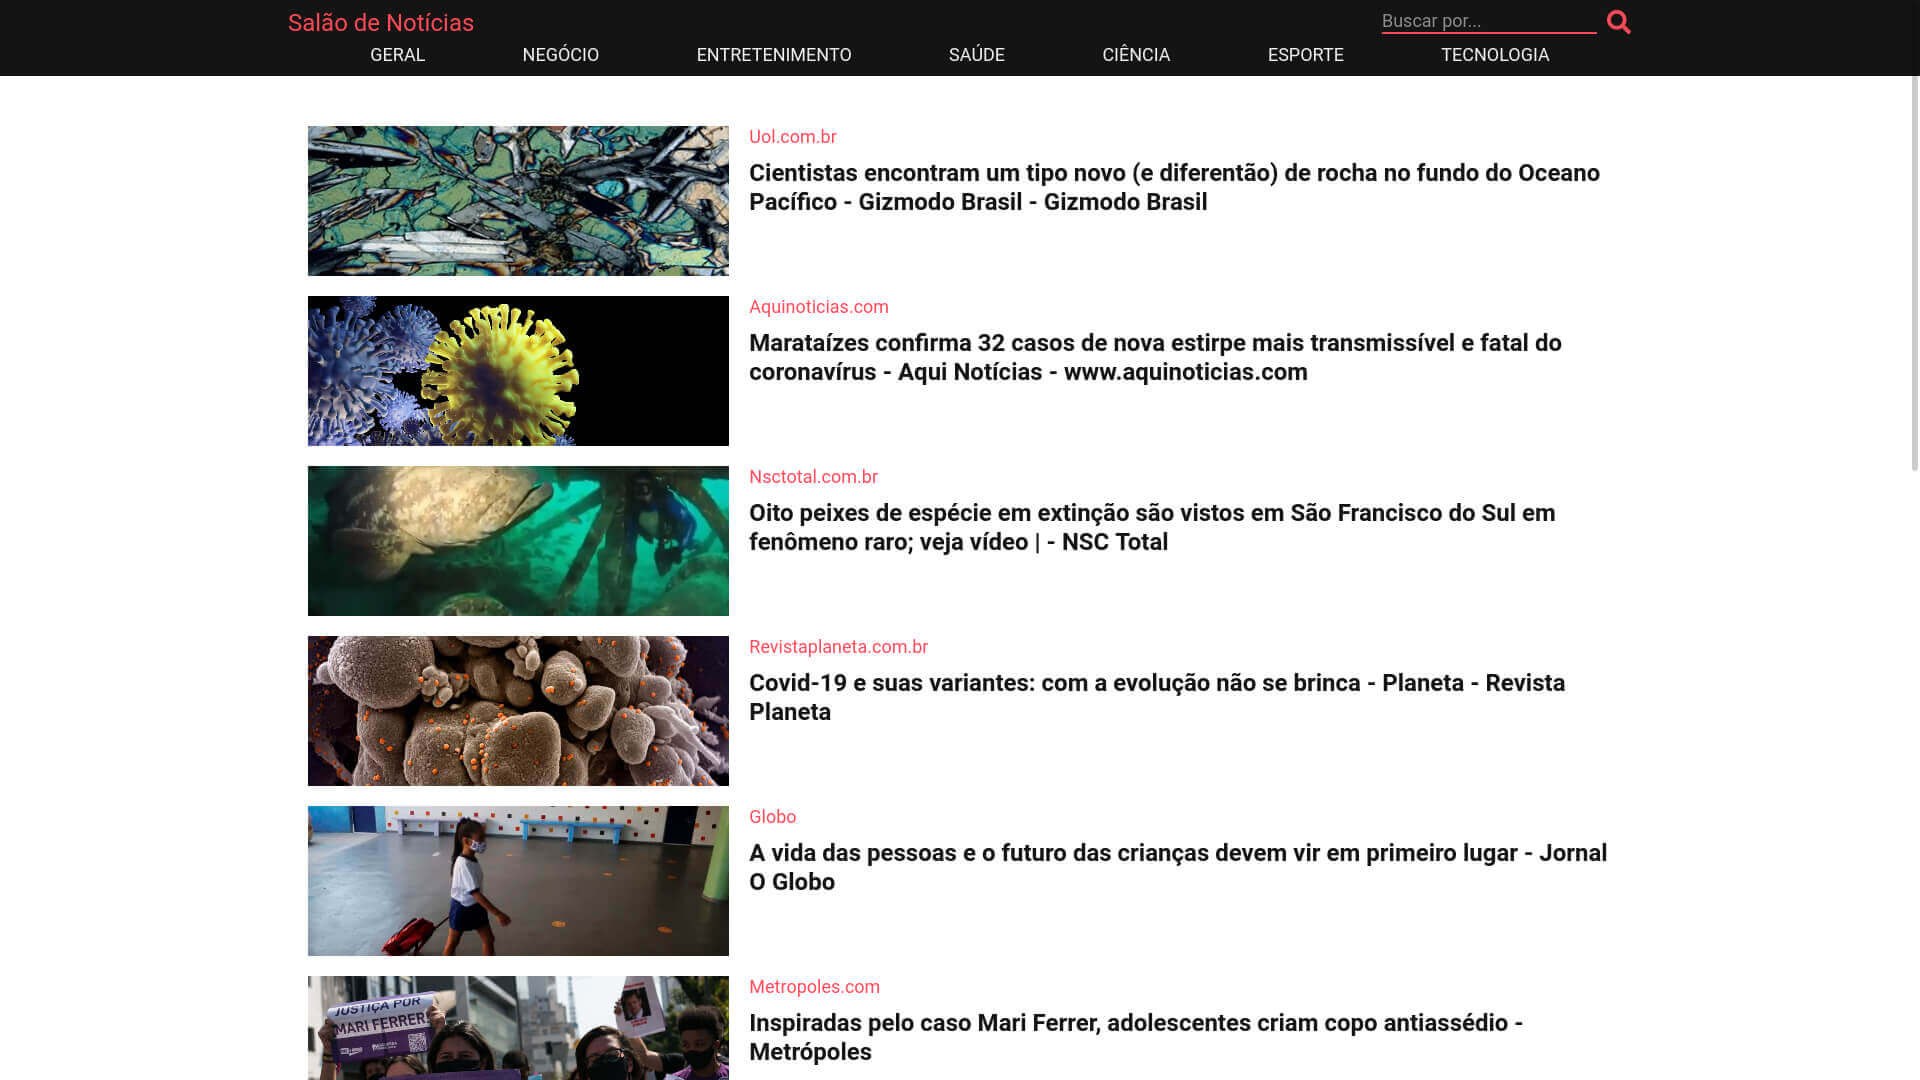 Salão de Notícias
Buscar por...
GERAL NEGÓCIO ENTRETENIMENTO SAÚDE CIÊNCIA ESPORTE TECNOLOGIA
Uol.com.br
Cientistas encontram um tipo novo (e diferentão) de rocha no fundo do Oceano
Pacífico - Gizmodo Brasil - Gizmodo Brasil
Aquinoticias.com
Marataízes confirma 32 casos de nova estirpe mais transmissível e fatal do
coronavírus - Aqui Notícias - www.aquinoticias.com
Nsctotal.com.br
Oito peixes de espécie em extinção são vistos em São Francisco do Sul em
fenômeno raro; veja vídeo | - NSC Total
Revistaplaneta.com.br
Covid-19 e suas variantes: com a evolução não se brinca - Planeta - Revista
Planeta
Globo
A vida das pessoas e o futuro das crianças devem vir em primeiro lugar - Jornal
O Globo
Metropoles.com
Inspiradas pelo caso Mari Ferrer, adolescentes criam copo antiassédio -
Metrópoles
JUSTIÇA POR
MARI FERRER!